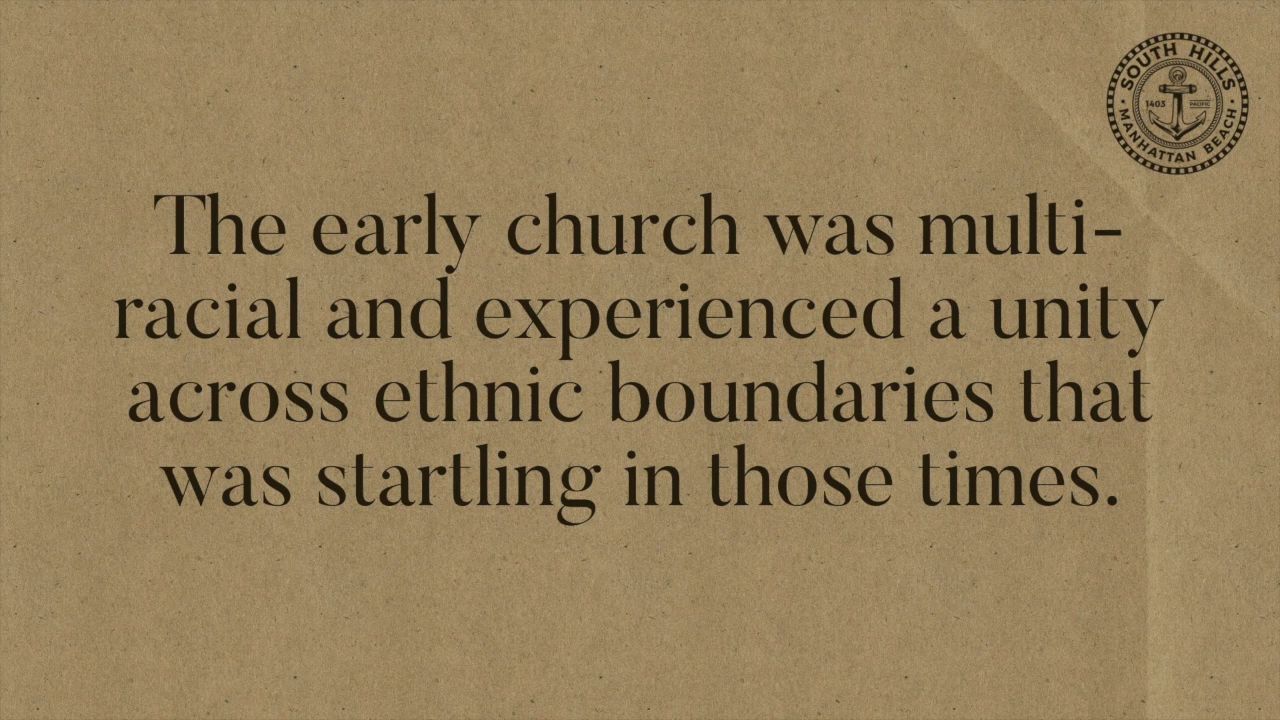 SOUTH HILLS
1403 PACIFIC
MANHATTAN BEACH
The early church was multi-
racial and experienced a unity
across ethnic boundaries that
was startling in those times.